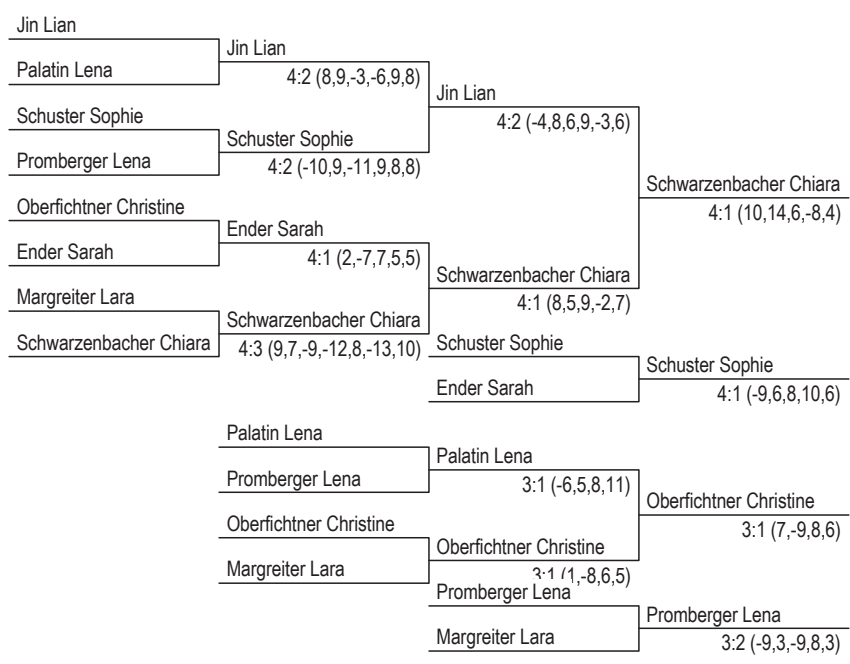 Jin Lian
Jin Lian
Palatin Lena
4:2 (8,9,-3,-6,9,8)
Jin Lian
Schuster Sophie
4:2 (-4,8,6,9,-3,6)
Schuster Sophie
Promberger Lena
4:2 (-10,9,-11,9,8,8)
Schwarzenbacher Chiara
4:1 (10,14,6,-8,4)
Oberfichtner Christine
Ender Sarah
Ender Sarah
4:1 (2,-7,7,5,5)
Schwarzenbacher Chiara
Margreiter Lara
4:1 (8,5,9,-2,7)
Schwarzenbacher Chiara
Schwarzenbacher Chiara
4:3 (9,7,-9,-12,8,-13,10)
Schuster Sophie
Schuster Sophie
Ender Sarah
4:1 (-9,6,8,10,6)
Palatin Lena
Palatin Lena
Promberger Lena
3:1 (-6,5,8,11)
Oberfichtner Christine
Oberfichtner Christine
3:1 (7,-9,8,6)
Oberfichtner Christine
Margreiter Lara
3:1 (1,-8,6,5)
Promberger Lena
Promberger Lena
Margreiter Lara
3:2 (-9,3,-9,8,3)